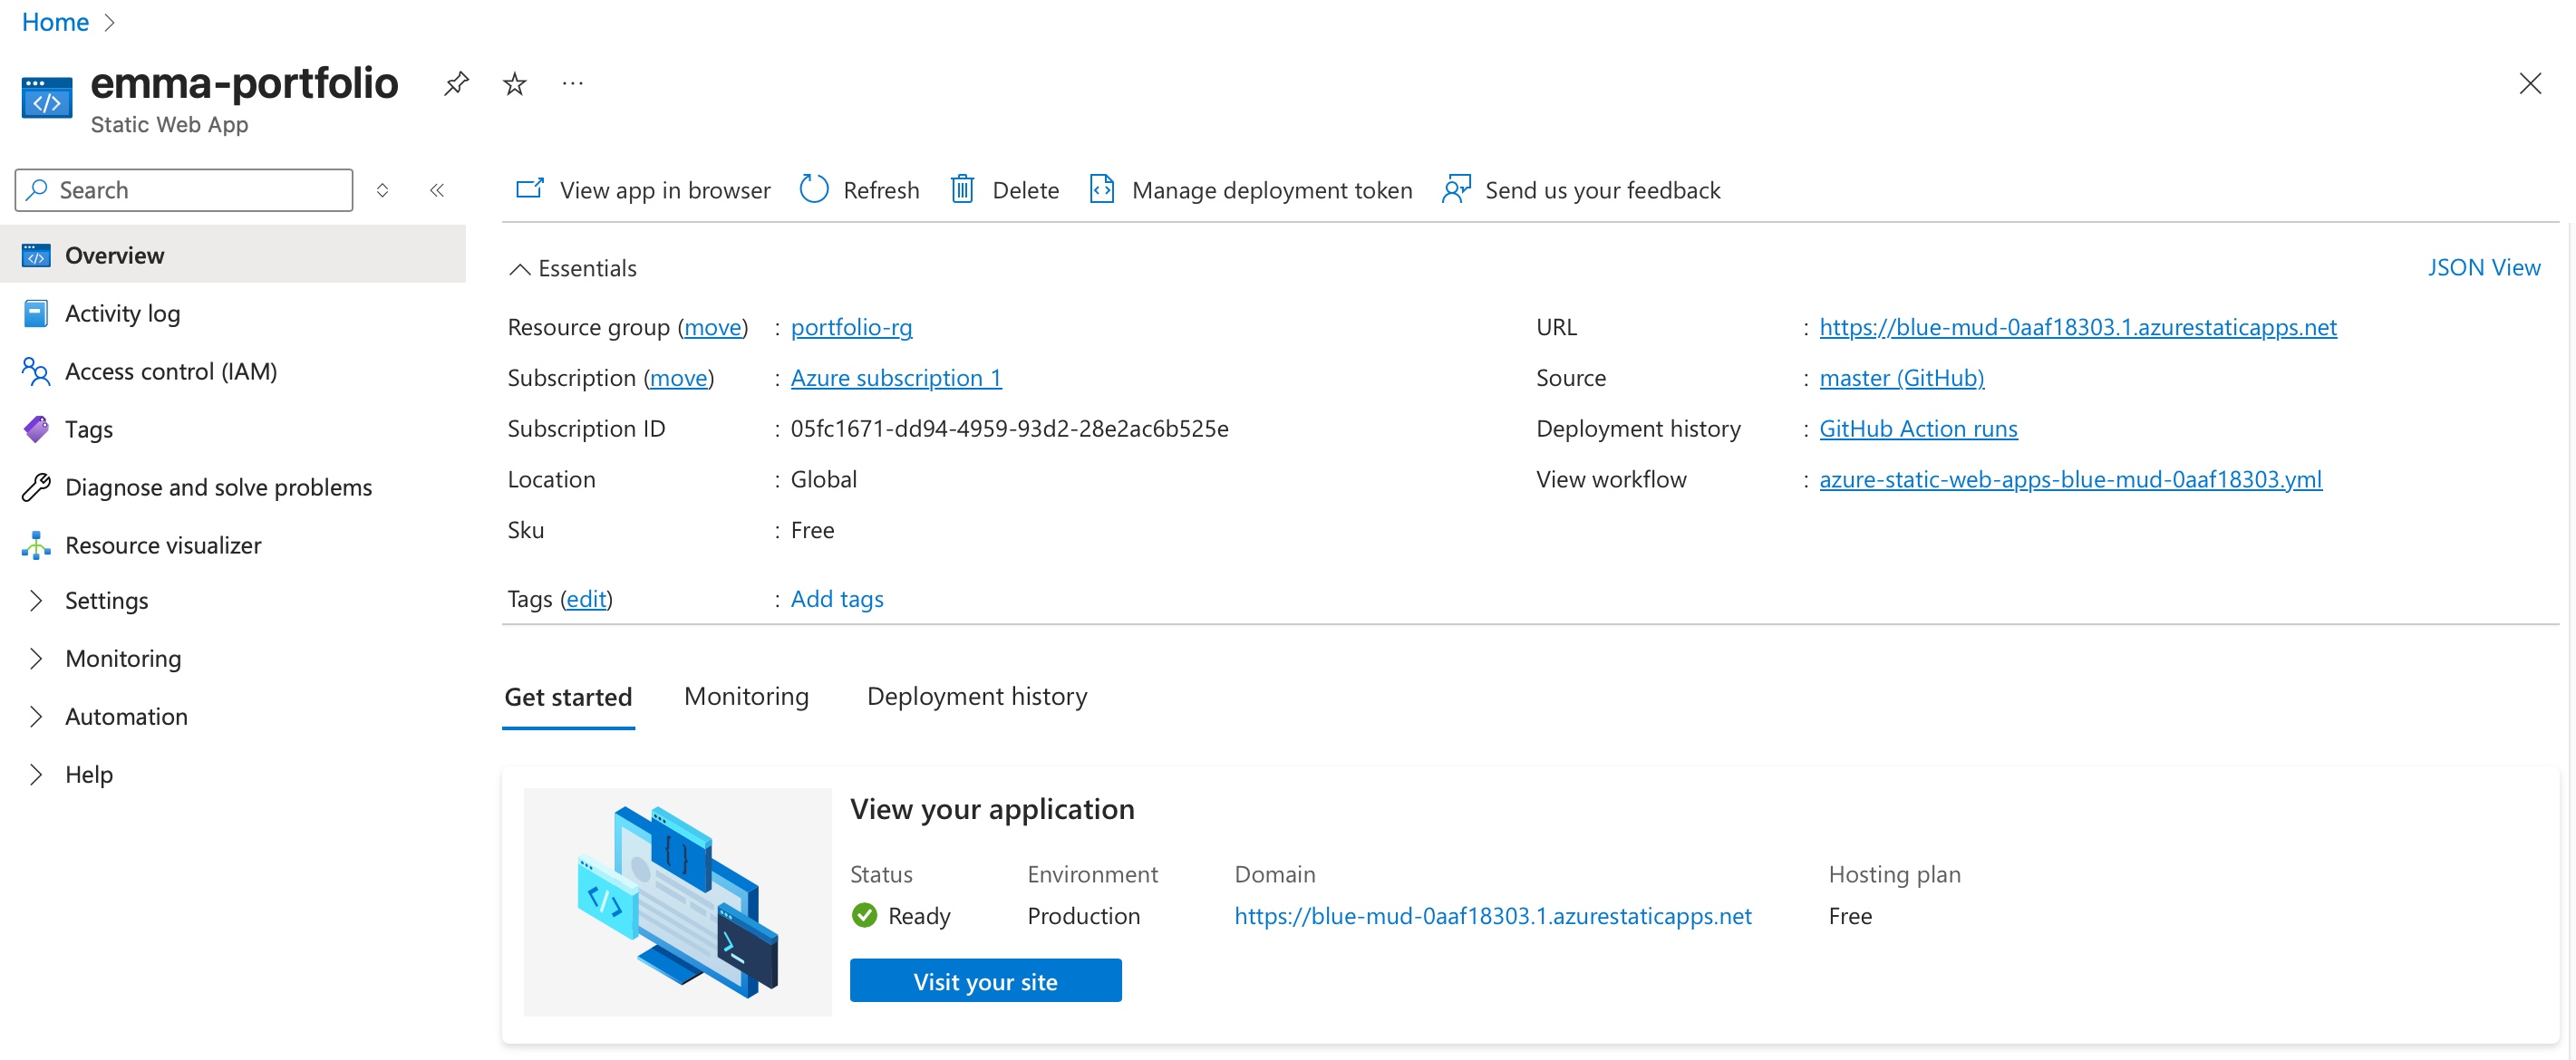 Home
emma-portfolio
Static Web App
Search
View app in browser Refresh Delete Manage deployment token Send us your feedback
Overview
Activity log
Access control (IAM)
Tags
Diagnose and solve problems
Resource visualizer
Settings
Monitoring
Automation
Help
Essentials
JSON View
Resource group (move) : portfolio-rg
Subscription (move) : Azure subscription 1
Subscription ID : 05fc1671-dd94-4959-93d2-28e2ac6b525e
Location : Global
Sku : Free
Tags (edit) : Add tags
URL : https://blue-mud-0aaf18303.1.azurestaticapps.net
Source : master (GitHub)
Deployment history : GitHub Action runs
View workflow : azure-static-web-apps-blue-mud-0aaf18303.yml
Get started Monitoring Deployment history
View your application
Status Environment Domain Hosting plan
Ready Production https://blue-mud-0aaf18303.1.azurestaticapps.net Free
Visit your site